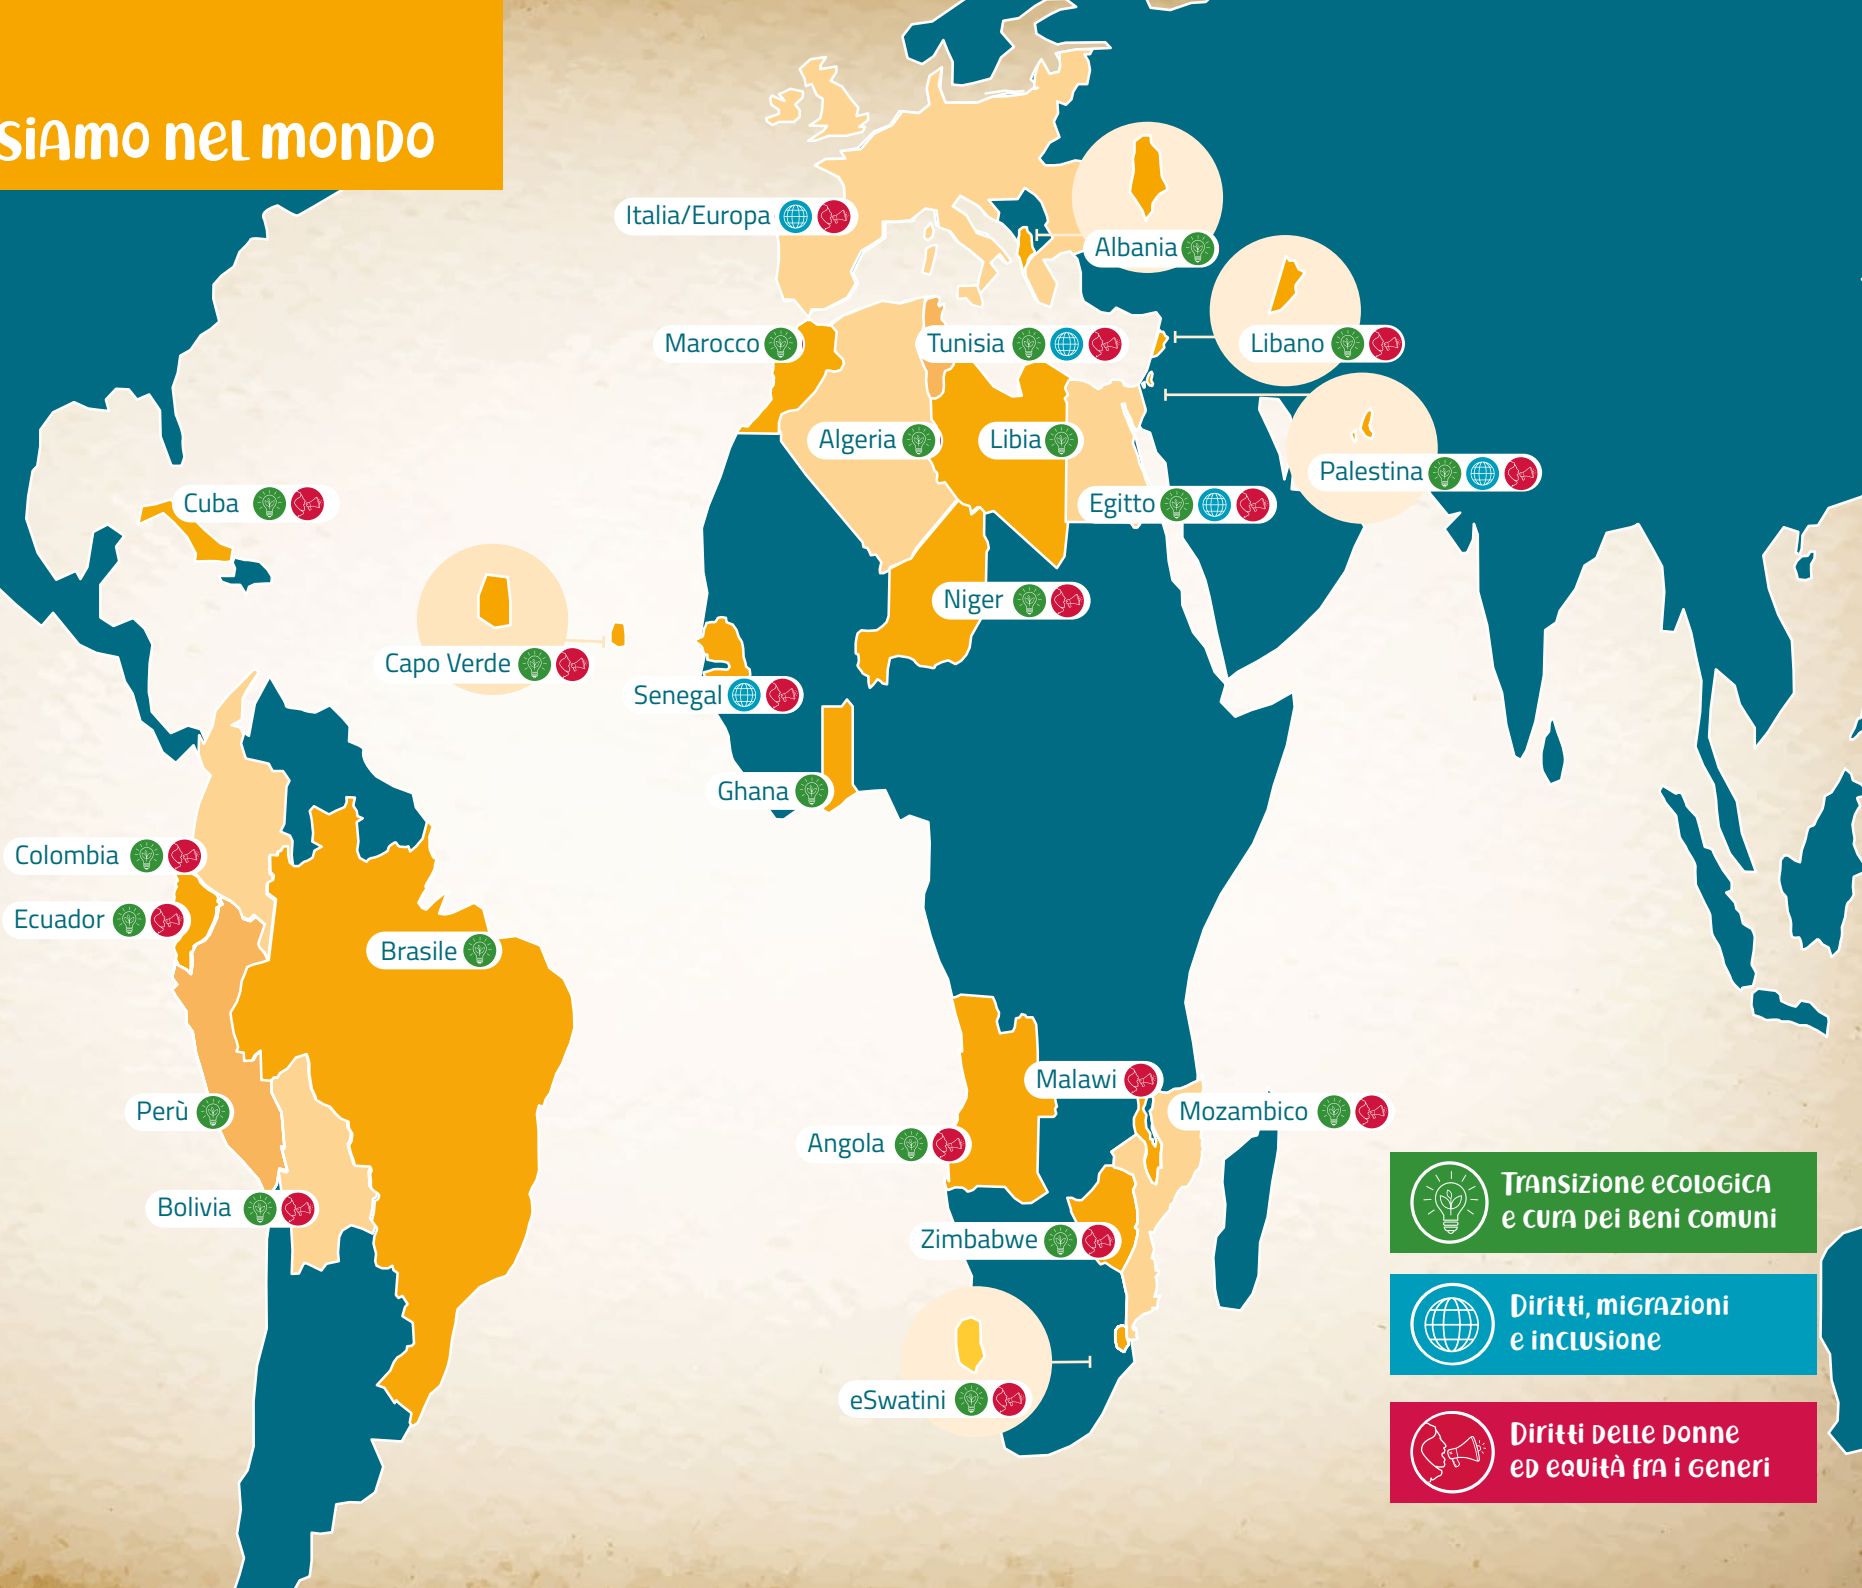 siamo nel mondo
Italia/Europa
Albania
Marocco
Tunisia
Libano
Algeria
Libia
Palestina
Cuba
Egitto
Niger
Capo Verde
Senegal
Ghana
Colombia
Ecuador
Brasile
Malawi
Perù
Mozambico
Angola
Bolivia
Zimbabwe
eSwatini
Transizione ecologica
e cura dei beni comuni
Diritti, migrazioni
e inclusione
Diritti delle donne
ed equità fra i generi